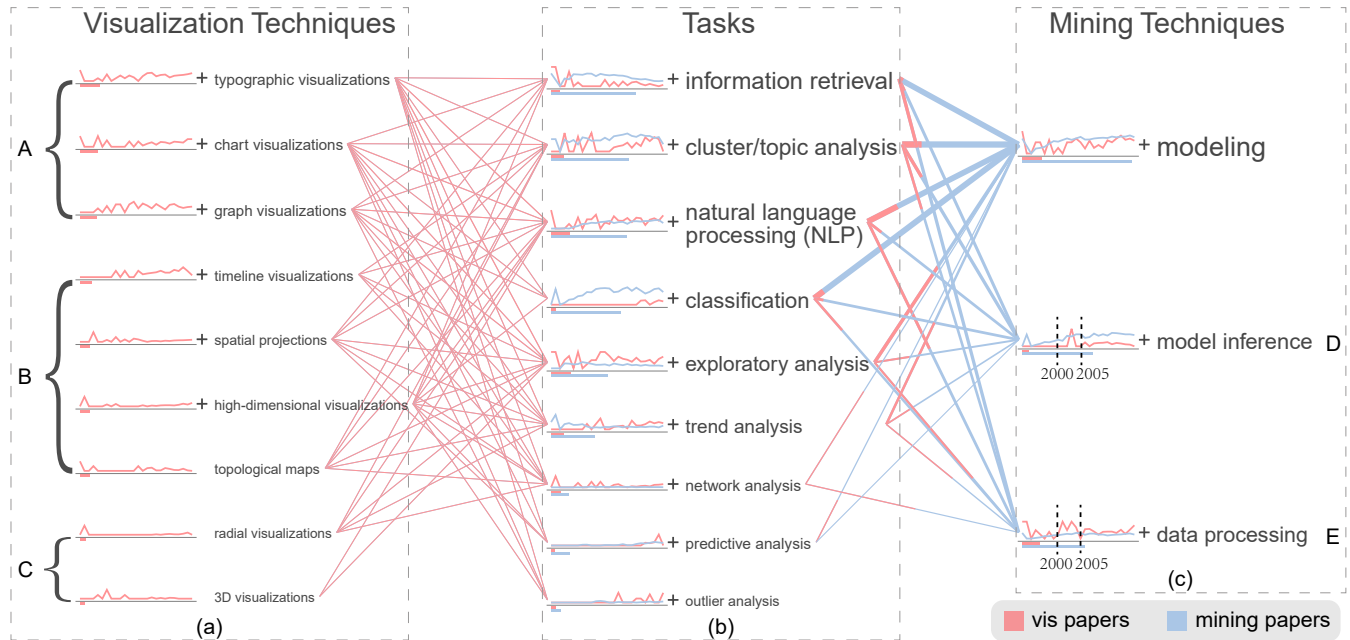 Visualization Techniques
Tasks
Mining Techniques
A
+ typographic visualizations
+ chart visualizations
+ graph visualizations
B
+ timeline visualizations
+ spatial projections
+ high-dimensional visualizations
topological maps
C
radial visualizations
3D visualizations
(a)
+ information retrieval
+ cluster/topic analysis
+ natural language
processing (NLP)
+ classification
+ exploratory analysis
+ trend analysis
+ network analysis
+ predictive analysis
outlier analysis
(b)
+ modeling
+ model inference D
2000 2005
+ data processing E
2000 2005
(c)
vis papers
mining papers